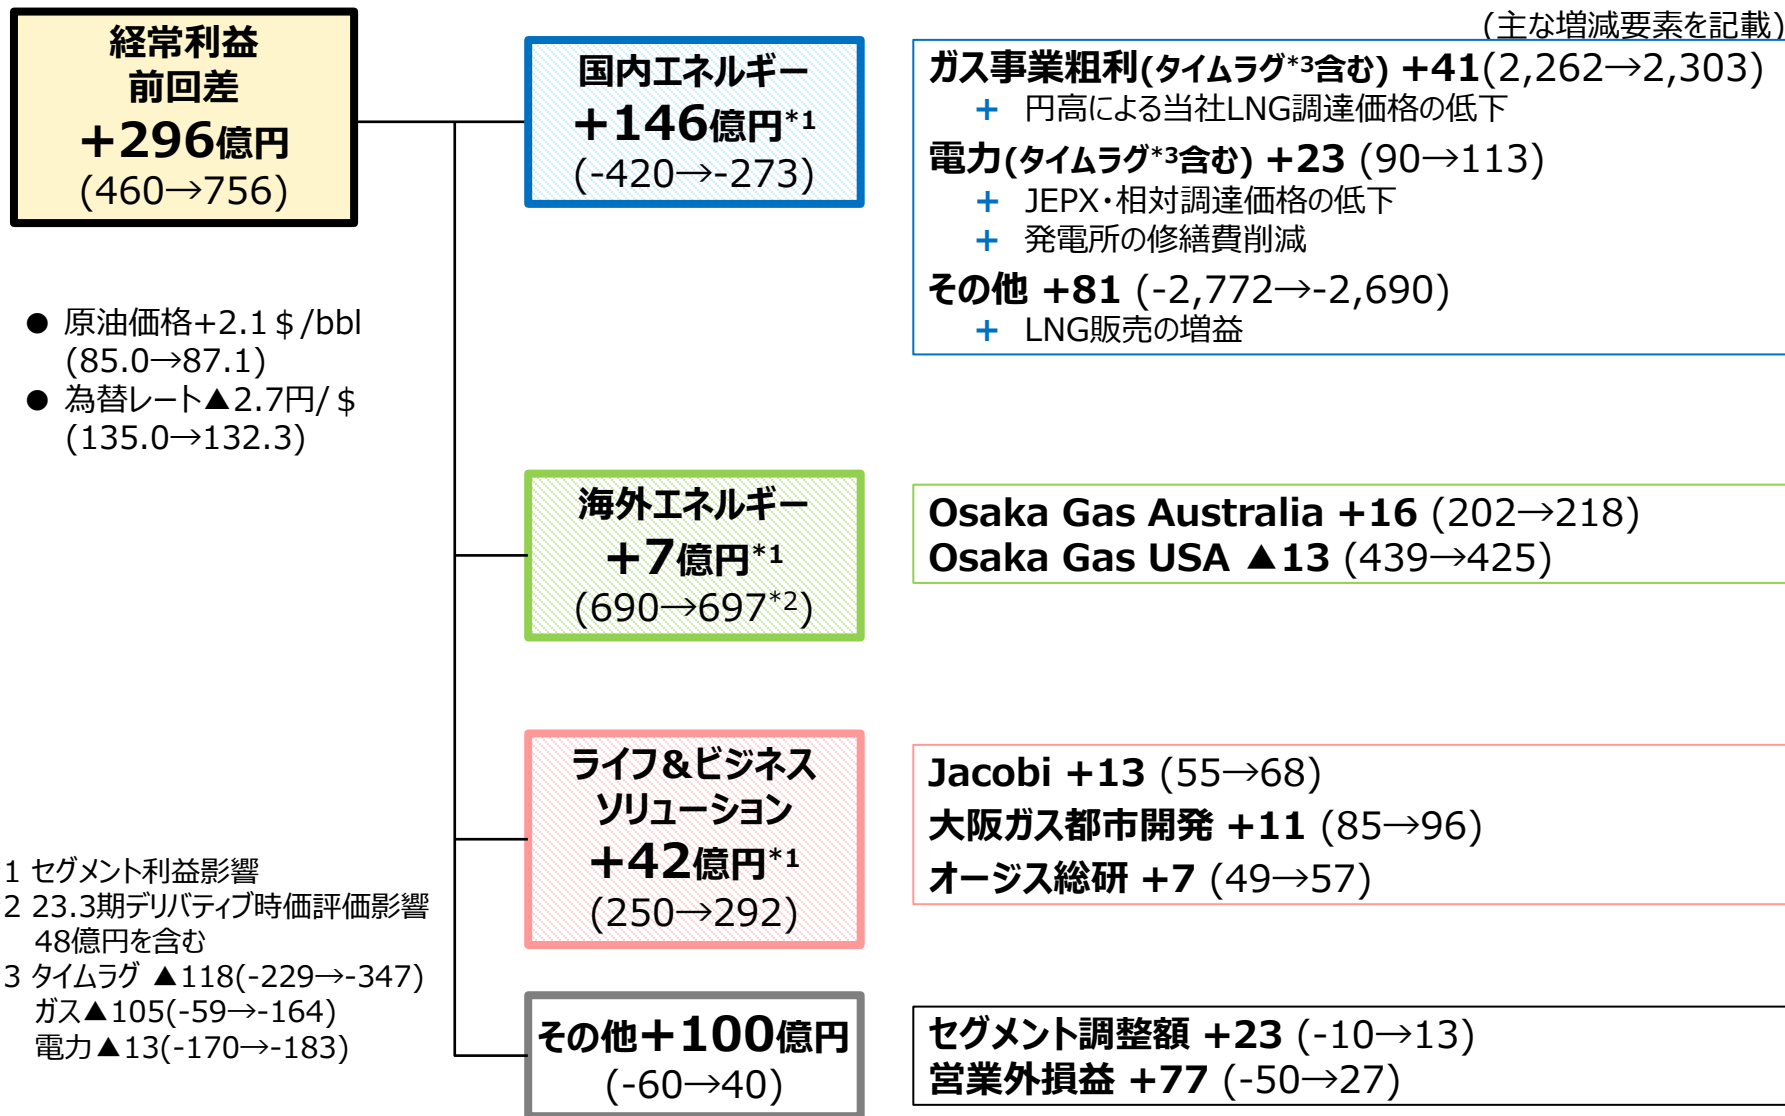 (主な増減要素を記載)
経常利益
前回差
+296億円
(460→756)
● 原油価格+2.1＄/bbl
(85.0→87.1)
● 為替レート▲2.7円/＄
(135.0→132.3)
国内エネルギー
+146億円*1
(-420→-273)
ガス事業粗利(タイムラグ*3含む) +41(2,262→2,303)
+ 円高による当社LNG調達価格の低下
電力(タイムラグ*3含む) +23 (90→113)
+ JEPX・相対調達価格の低下
+ 発電所の修繕費削減
その他 +81 (-2,772→-2,690)
+ LNG販売の増益
海外エネルギー
+7億円*1
(690→697*2)
Osaka Gas Australia +16 (202→218)
Osaka Gas USA ▲13 (439→425)
ライフ&ビジネス
ソリューション
+42億円*1
(250→292)
Jacobi +13 (55→68)
大阪ガス都市開発 +11 (85→96)
オージス総研 +7 (49→57)
その他+100億円
(-60→40)
セグメント調整額 +23 (-10→13)
営業外損益 +77 (-50→27)
1 セグメント利益影響
2 23.3期デリバティブ時価評価影響
48億円を含む
3 タイムラグ ▲118(-229→-347)
ガス▲105(-59→-164)
電力▲13(-170→-183)